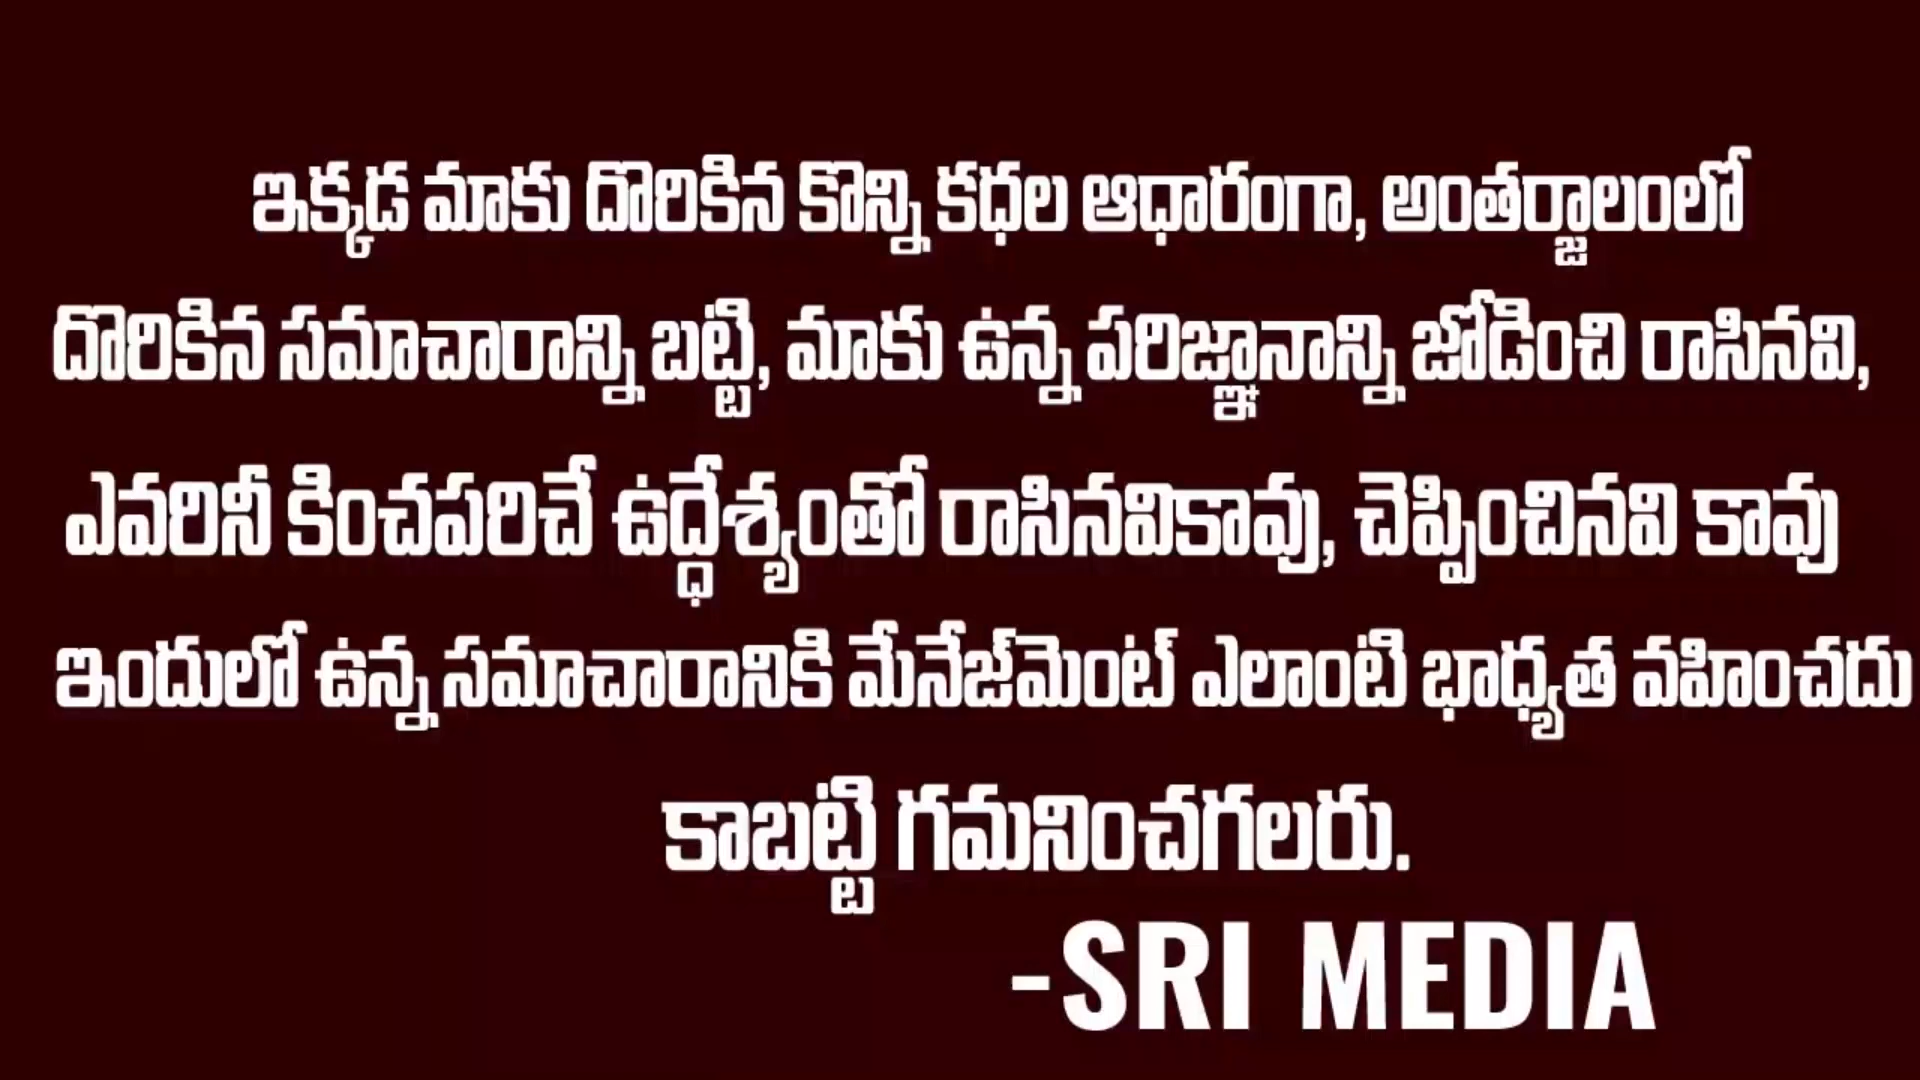 ఇక్కడ మాకు దొరికిన కొన్ని కధల ఆధారంగా, అంతర్జాలంలో
దొరికిన సమాచారాన్ని బట్టి, మాకు ఉన్న పరిజ్ఞానాన్ని జోడించి రాసినవి,
ఎవరినీ కించపరిచే ఉద్ధేశ్యంతో రాసినవికావు, చెప్పించినవి కావు
ఇందులో ఉన్న సమాచారానికి మేనేజ్‌మెంట్ ఎలాంటి భాధ్యత వహించదు
కాబట్టి గమనించగలరు.
-SRI MEDIA